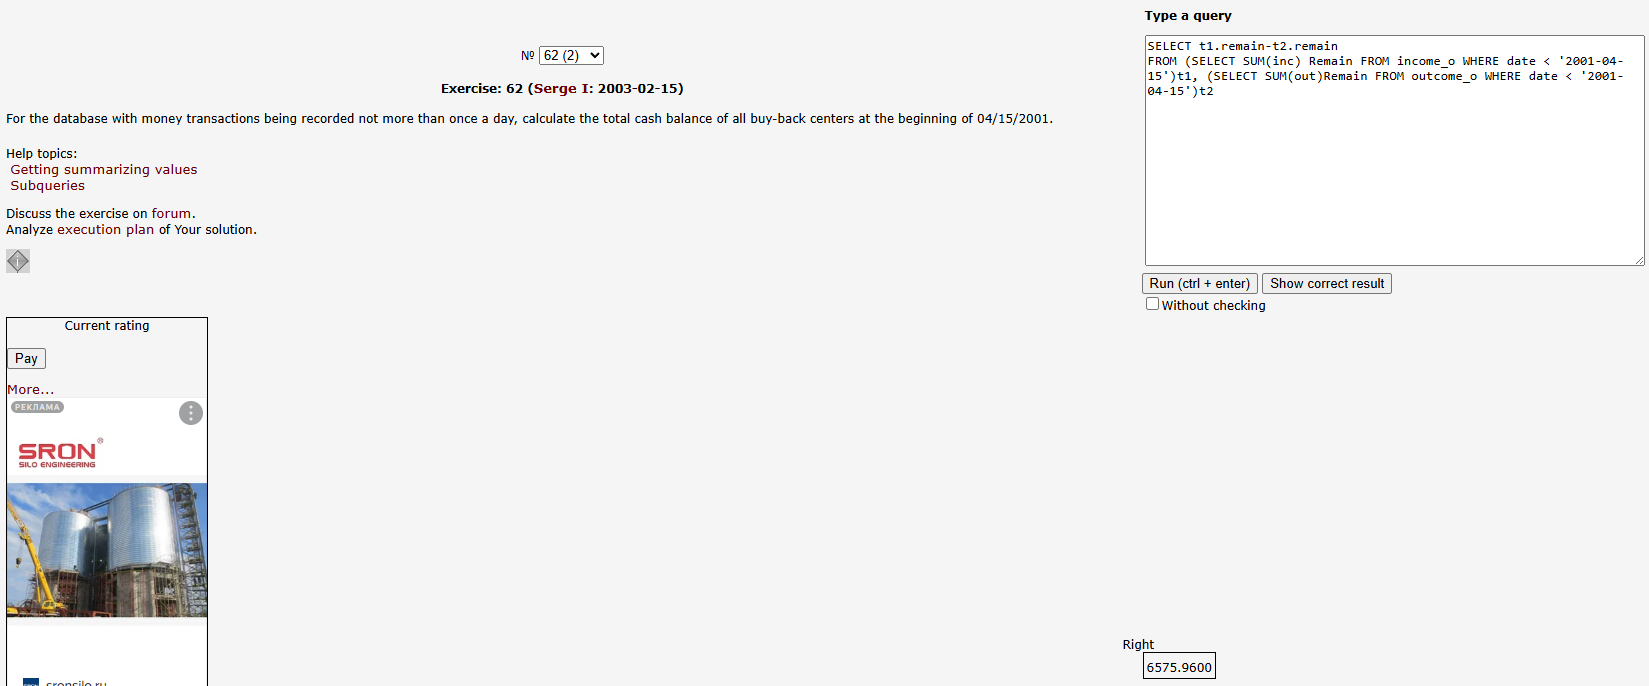 № 62 (2)
Exercise: 62 (Serge I: 2003-02-15)
For the database with money transactions being recorded not more than once a day, calculate the total cash balance of all buy-back centers at the beginning of 04/15/2001.
Help topics:
Getting summarizing values
Subqueries
Discuss the exercise on forum.
Analyze execution plan of Your solution.
Current rating
Pay
More...
РЕКЛАМА
SRON®
SILO ENGINEERING
sronsilo.ru
Type a query
SELECT t1.remain-t2.remain
FROM (SELECT SUM(inc) Remain FROM income_o WHERE date < '2001-04-
15')t1, (SELECT SUM(out)Remain FROM outcome_o WHERE date < '2001-
04-15')t2
Run (ctrl + enter) Show correct result
Without checking
Right
6575.9600